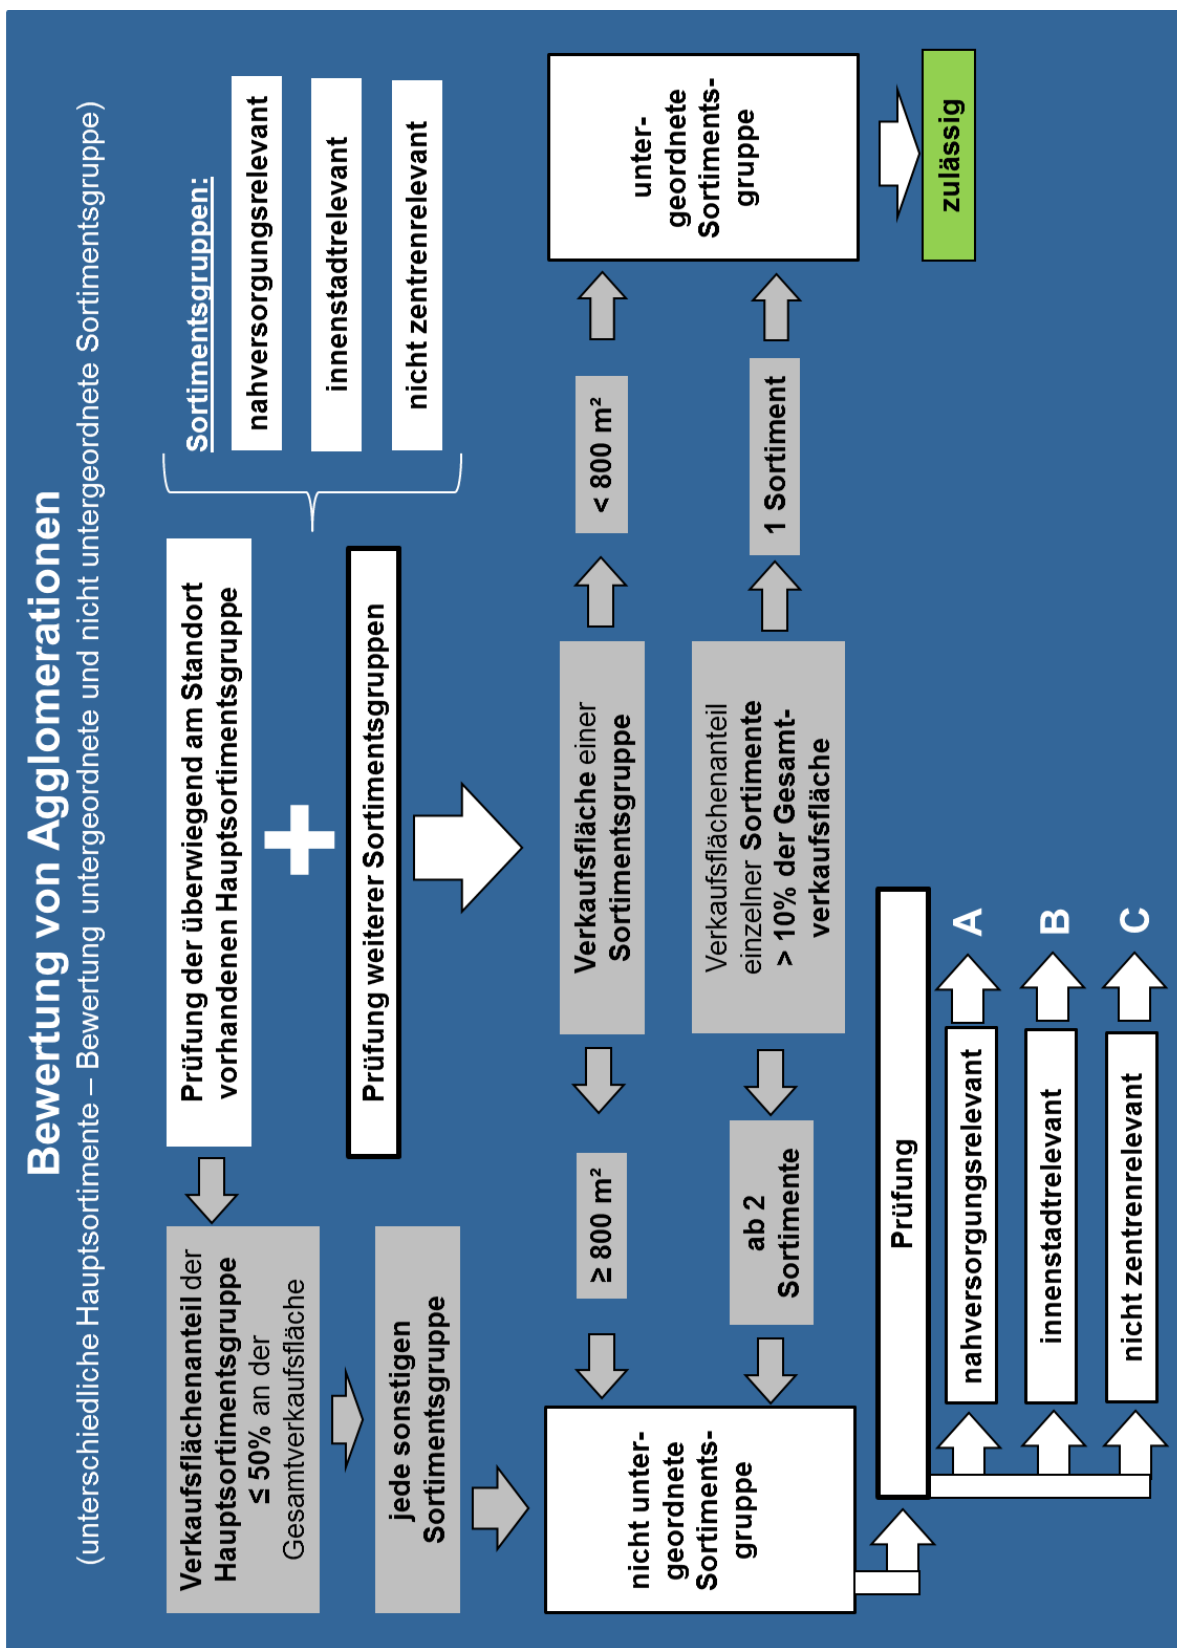 Bewertung von Agglomerationen
(unterschiedliche Hauptsortimente – Bewertung untergeordnete und nicht untergeordnete Sortimentsgruppe)
Verkaufsflächenanteil der
Hauptsortimentsgruppe
≤ 50% an der
Gesamtverkaufsfläche
Prüfung der überwiegend am Standort
vorhandenen Hauptsortimentsgruppe
Sortimentsgruppen:
nahversorgungsrelevant
innenstadtrelevant
nicht zentrenrelevant
jede sonstigen
Sortimentsgruppe
Prüfung weiterer Sortimentsgruppen
nicht unter-
geordnete
Sortiments-
gruppe
≥ 800 m²
Verkaufsfläche einer
Sortimentsgruppe
< 800 m²
unter-
geordnete
Sortiments-
gruppe
ab 2
Sortimente
Verkaufsflächenanteil
einzelner Sortimente
> 10% der Gesamt-
verkaufsfläche
1 Sortiment
zulässig
Prüfung
nahversorgungsrelevant
A
innenstadtrelevant
B
nicht zentrenrelevant
C